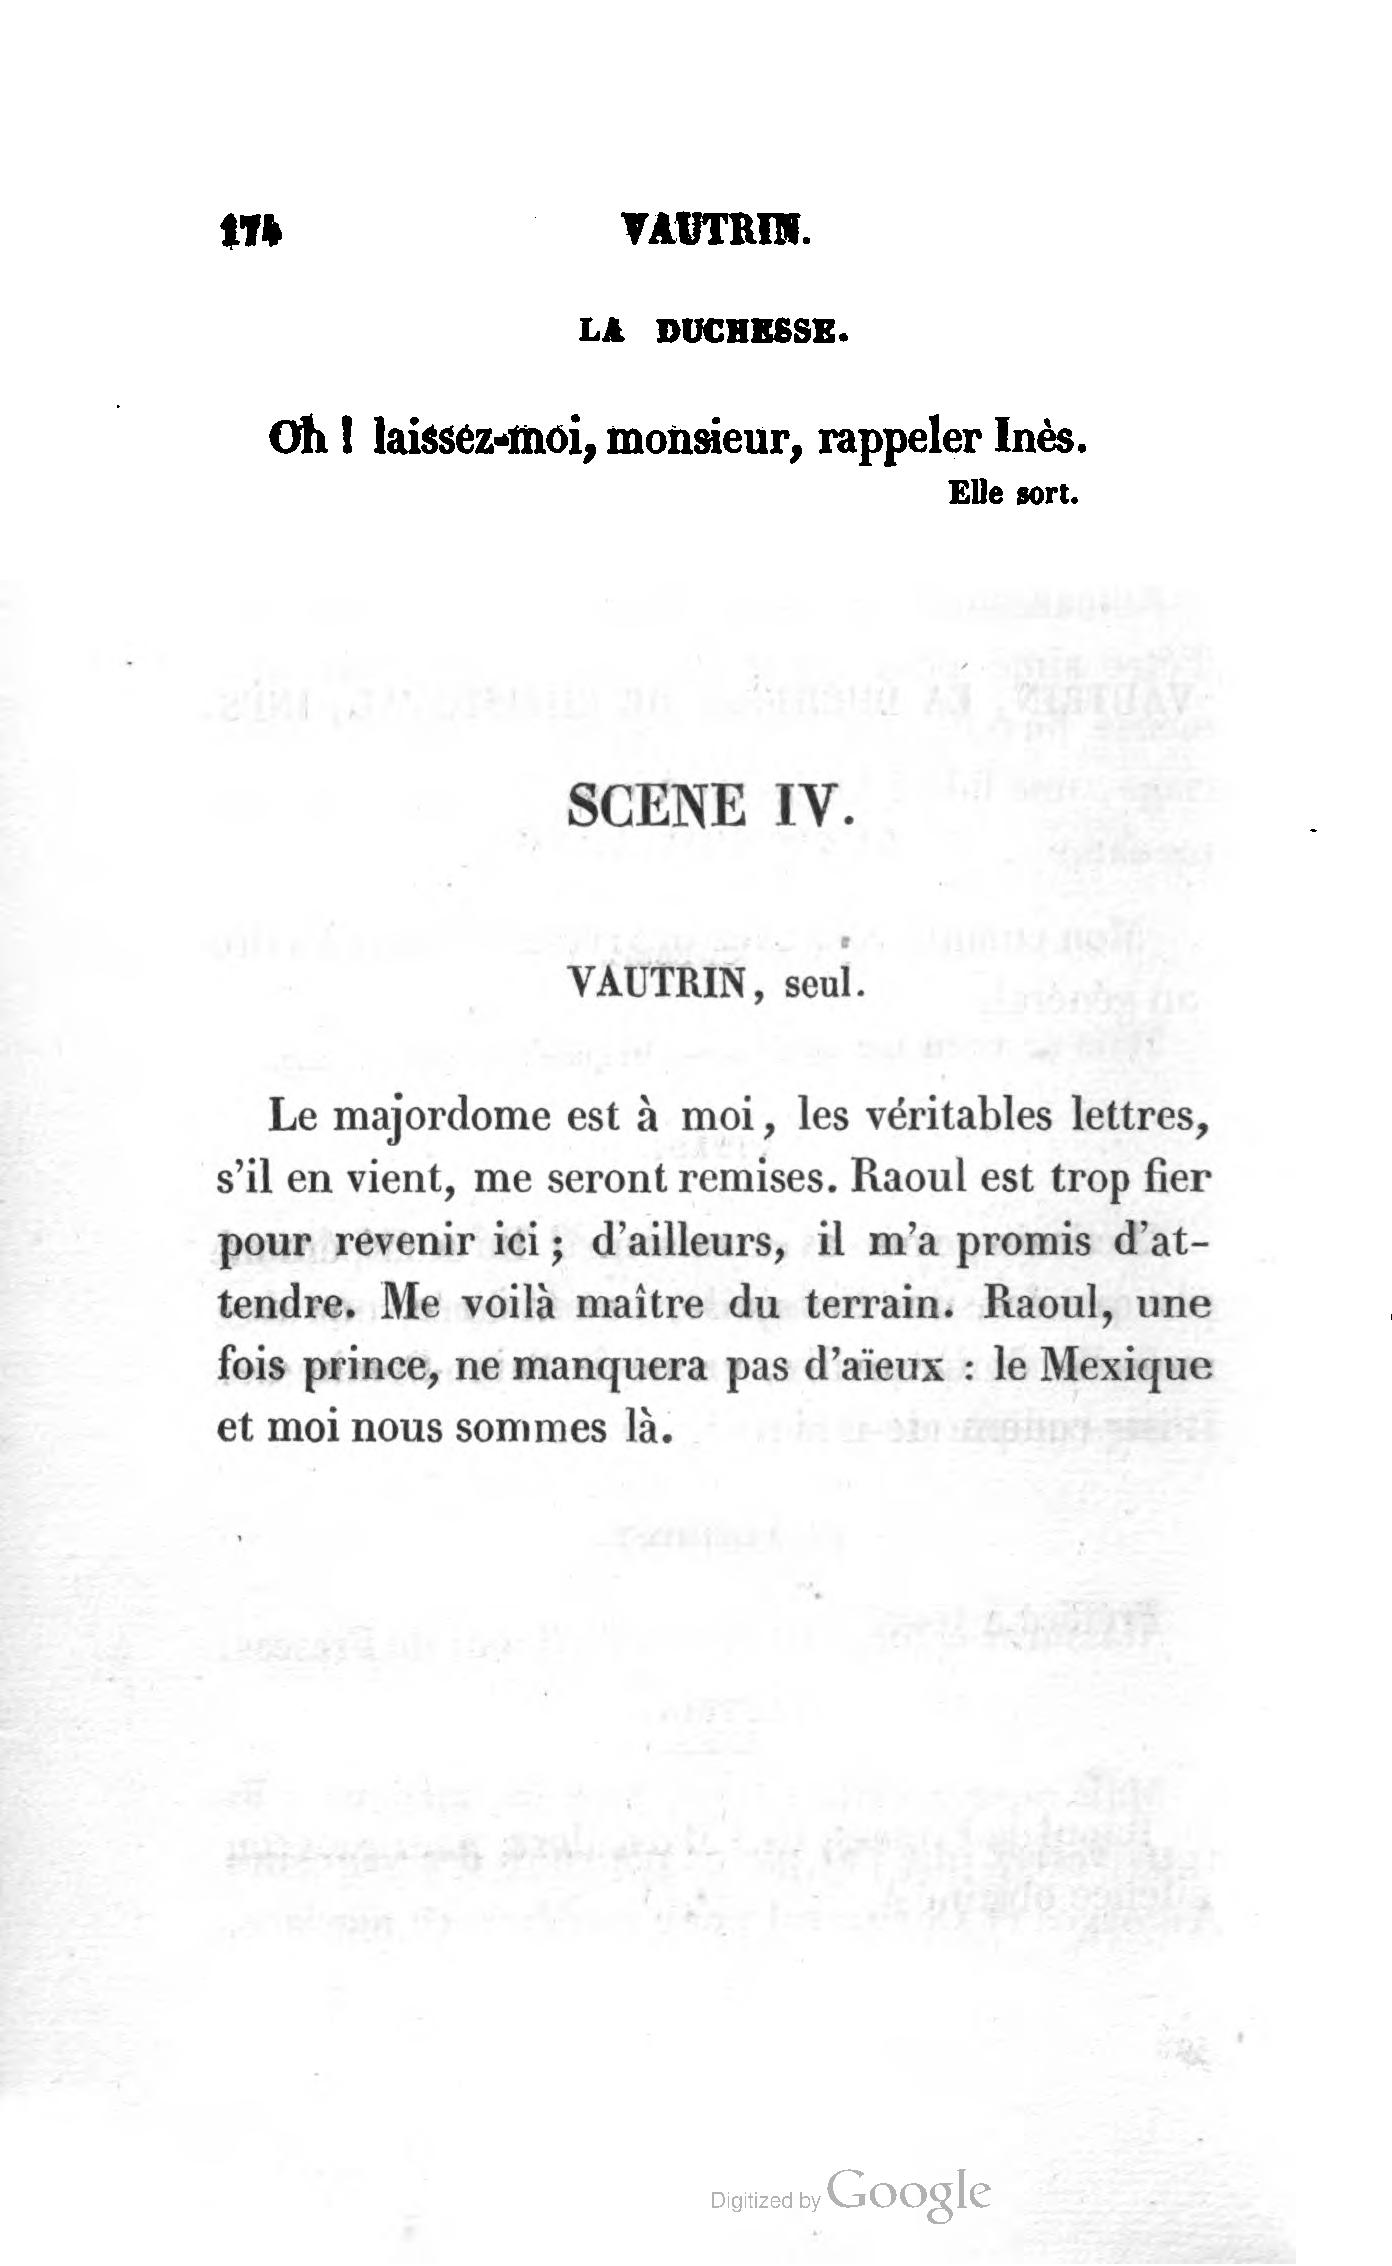 174 VAUTRIN.
LA DUCHESSE.
Oh ! laissez-moi, monsieur, rappeler Inès.
Elle sort.
SCENE IV.
VAUTRIN, seul.
Le majordome est à moi, les véritables lettres,
s'il en vient, me seront remises. Raoul est trop fier
pour revenir ici ; d'ailleurs, il m'a promis d'at-
tendre. Me voilà maître du terrain. Raoul, une
fois prince, ne manquera pas d'aïeux : le Mexique
et moi nous sommes là.
Digitized by Google